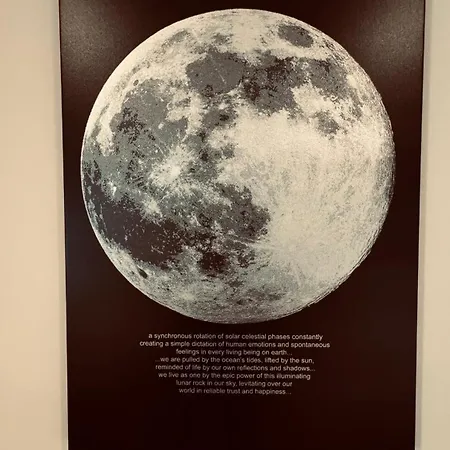 a synchronous rotation of solar celestial phases constantly
creating a simple dictation of human emotions and spontaneous
feelings in every living being on earth...
...we are pulled by the ocean's tides, lifted by the sun,
reminded of life by our own reflections and shadows...
we live as one by the epic power of this illuminating
lunar rock in our sky, levitating over our
world in reliable trust and happiness...